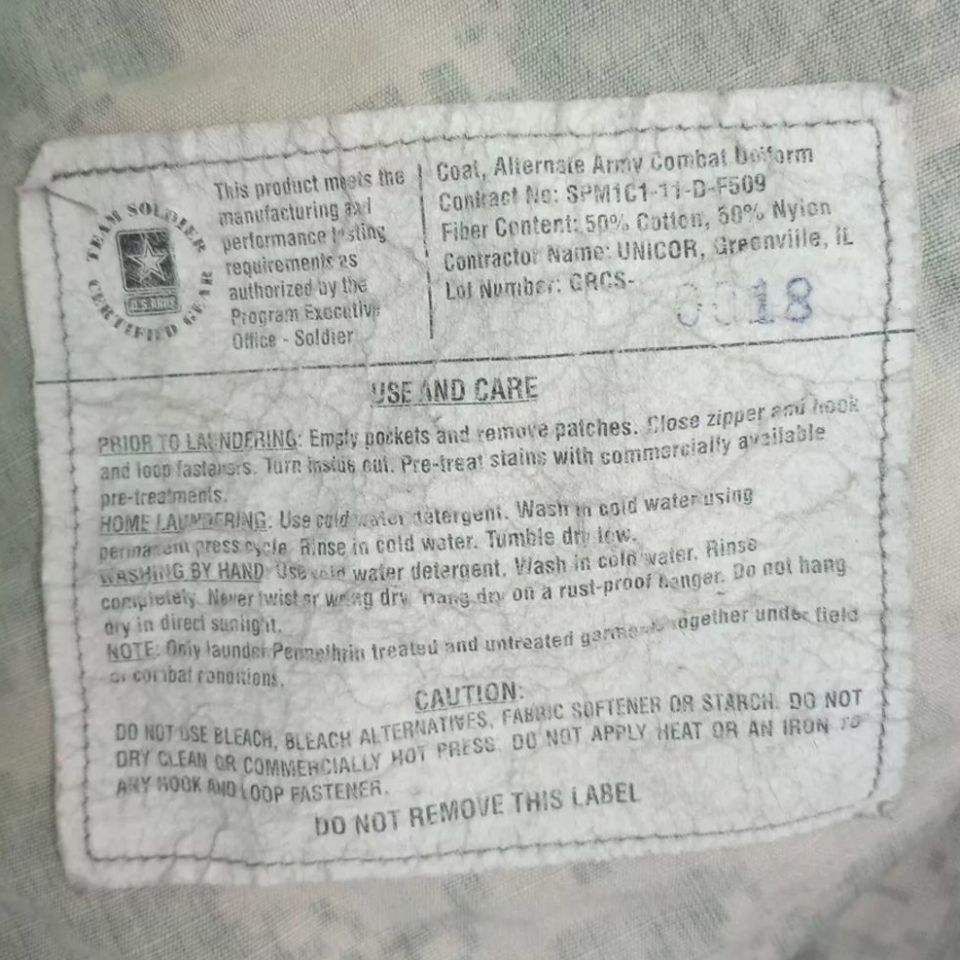 TEAM SOLDIER
CERTIFIED GEAR
U.S. ARMY
This product meets the
manufacturing and
performance testing
requirements as
authorized by the
Program Executive
Office - Soldier
Coat, Alternate Army Combat Uniform
Contract No: SPM1C1-11-D-F509
Fiber Content: 50% Cotton, 50% Nylon
Contractor Name: UNICOR, Greenville, IL
Lot Number: GRCS-
0018
USE AND CARE
PRIOR TO LAUNDERING: Empty pockets and remove patches. Close zipper and hook
and loop fasteners. Turn inside out. Pre-treat stains with commercially available
pre-treatments.
HOME LAUNDERING: Use cold water detergent. Wash in cold water using
permanent press cycle. Rinse in cold water. Tumble dry low.
WASHING BY HAND: Use cold water detergent. Wash in cold water. Rinse
completely. Never twist or wring dry. Hang dry on a rust-proof hanger. Do not hang
dry in direct sunlight.
NOTE: Only launder Permethrin treated and untreated garments together under field
or combat conditions.
CAUTION:
DO NOT USE BLEACH, BLEACH ALTERNATIVES, FABRIC SOFTENER OR STARCH. DO NOT
DRY CLEAN OR COMMERCIALLY HOT PRESS. DO NOT APPLY HEAT OR AN IRON TO
ANY HOOK AND LOOP FASTENER.
DO NOT REMOVE THIS LABEL